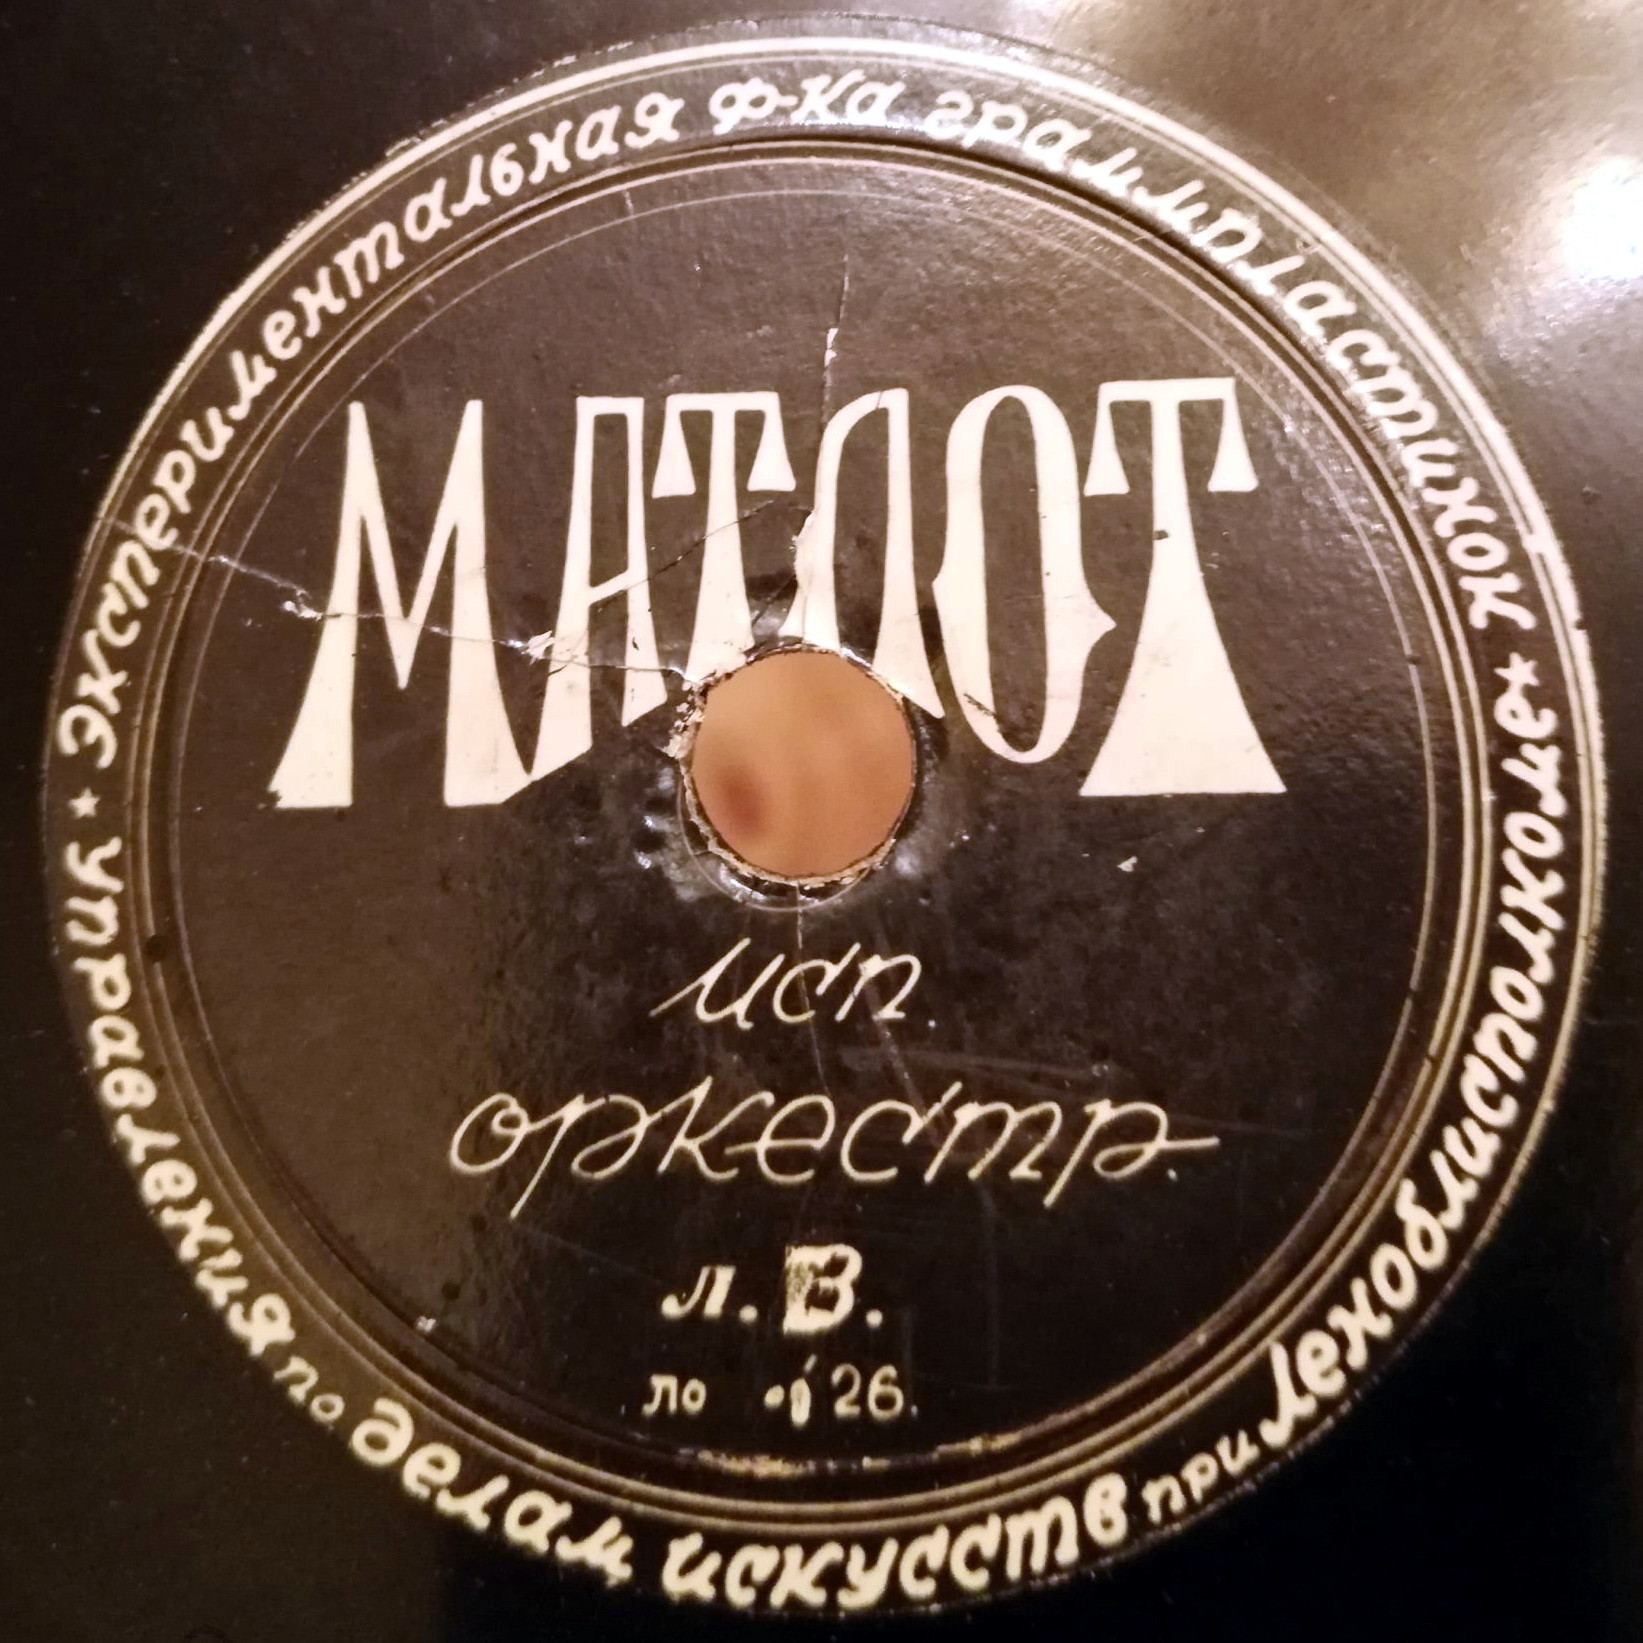 Экспериментальная ф-ка грампластинок ★ Управления по делам искусств при Леноблисполкоме ★
МАТЛОТ
исп
оркестр.
л. В.
ло 26.